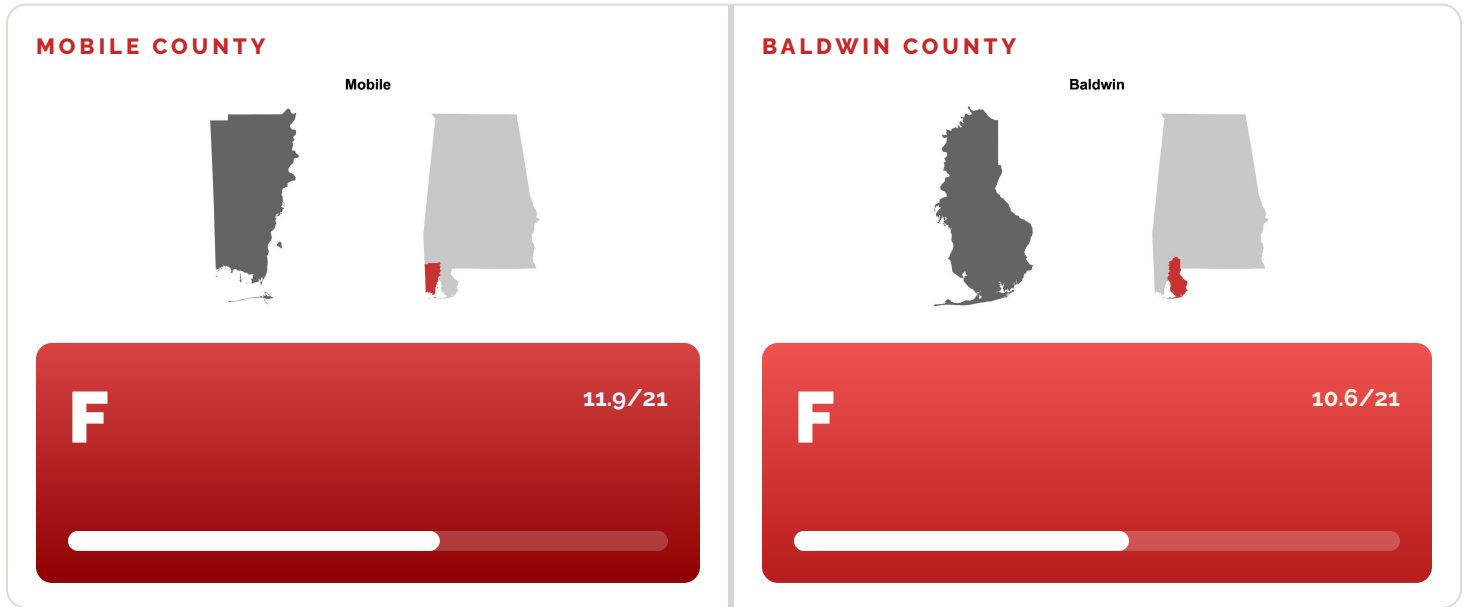 MOBILE COUNTY
Mobile
F
11.9/21
BALDWIN COUNTY
Baldwin
F
10.6/21